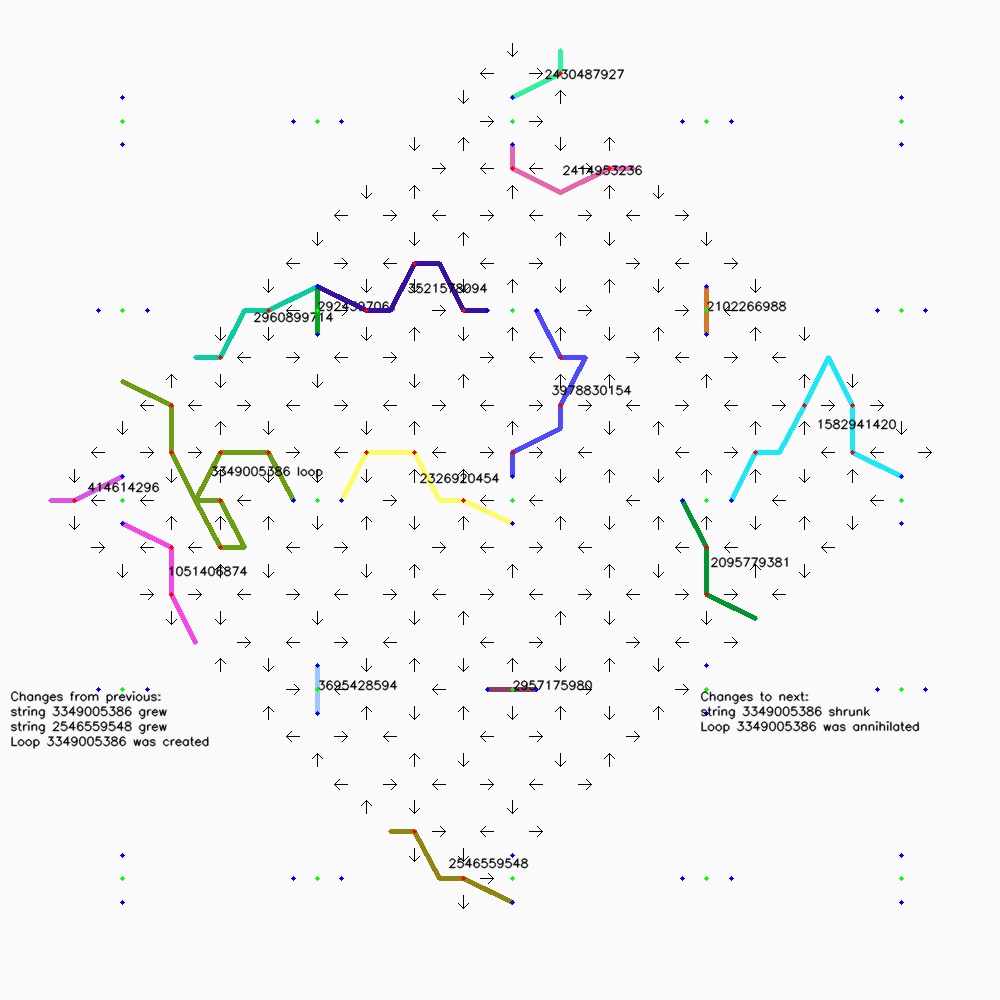 2430487927
2414953236
3521578094
292439706
2102266988
2960899714
3978830154
1582941420
3349005386 loop
2326920454
414614296
2095779381
1051406874
3695428594
2957175980
Changes from previous:
string 3349005386 grew
string 2546559548 grew
Loop 3349005386 was created
Changes to next:
string 3349005386 shrunk
Loop 3349005386 was annihilated
2546559548